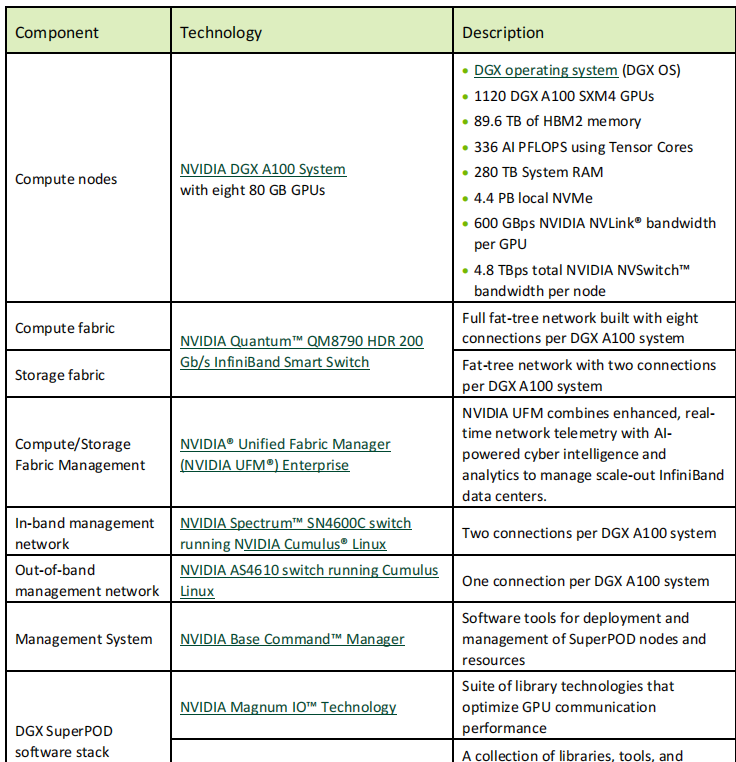 Component Technology Description
Compute nodes
NVIDIA DGX A100 System
with eight 80 GB GPUs
• DGX operating system (DGX OS)
• 1120 DGX A100 SXM4 GPUs
• 89.6 TB of HBM2 memory
• 336 AI PFLOPS using Tensor Cores
• 280 TB System RAM
• 4.4 PB local NVMe
• 600 GBps NVIDIA NVLink® bandwidth
per GPU
• 4.8 TBps total NVIDIA NVSwitch™
bandwidth per node
Compute fabric
NVIDIA Quantum™ QM8790 HDR 200
Gb/s InfiniBand Smart Switch
Full fat-tree network built with eight
connections per DGX A100 system
Storage fabric
Fat-tree network with two connections
per DGX A100 system
Compute/Storage
Fabric Management
NVIDIA® Unified Fabric Manager
(NVIDIA UFM®) Enterprise
NVIDIA UFM combines enhanced, real-
time network telemetry with AI-
powered cyber intelligence and
analytics to manage scale-out InfiniBand
data centers.
In-band management
network
NVIDIA Spectrum™ SN4600C switch
running NVIDIA Cumulus® Linux
Two connections per DGX A100 system
Out-of-band
management network
NVIDIA AS4610 switch running Cumulus
Linux
One connection per DGX A100 system
Management System
NVIDIA Base Command™ Manager
Software tools for deployment and
management of SuperPOD nodes and
resources
DGX SuperPOD
software stack
NVIDIA Magnum IO™ Technology
Suite of library technologies that
optimize GPU communication
performance
A collection of libraries, tools, and